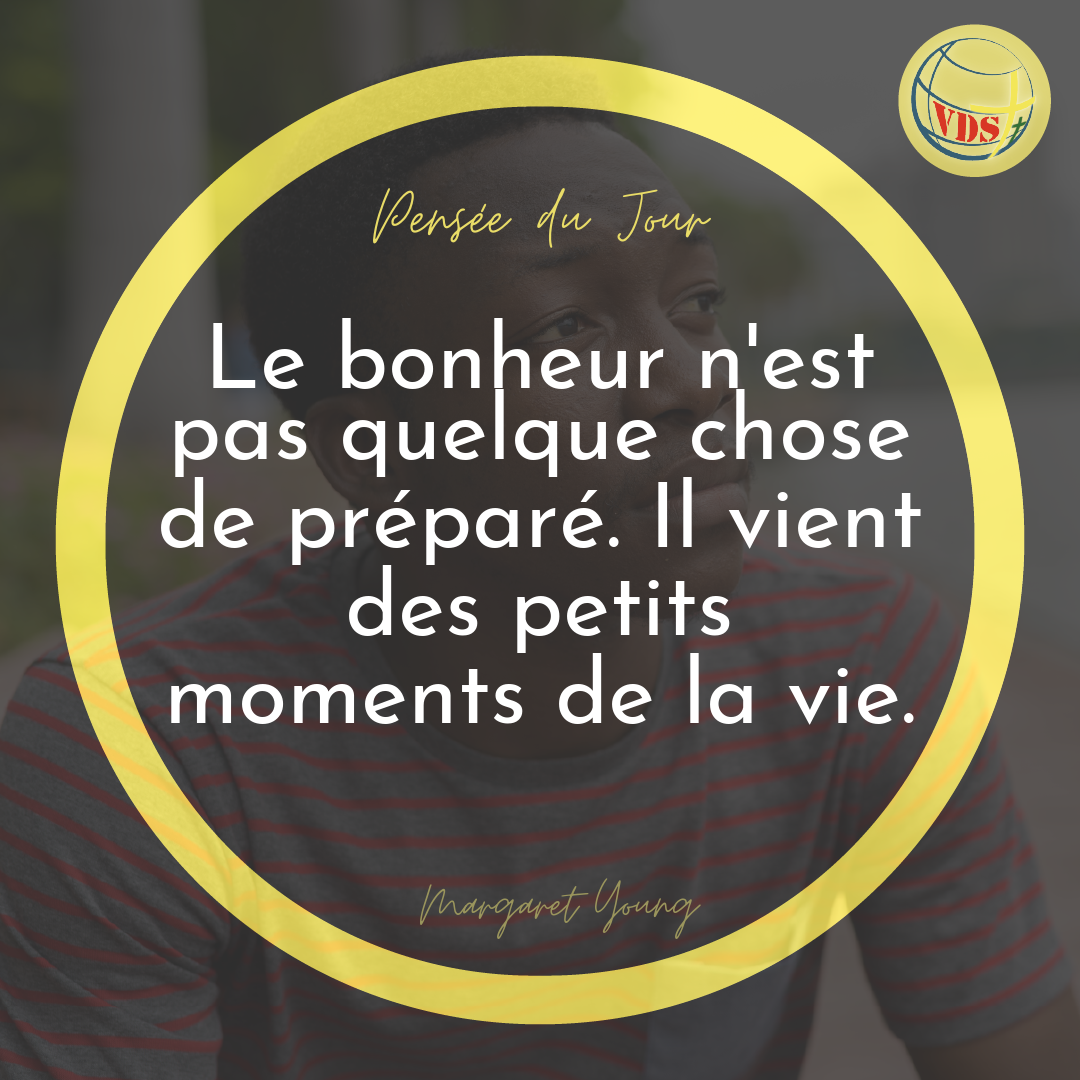 VDS
Pensée du Jour
Le bonheur n'est
pas quelque chose
de préparé. Il vient
des petits
moments de la vie.
Margaret Young